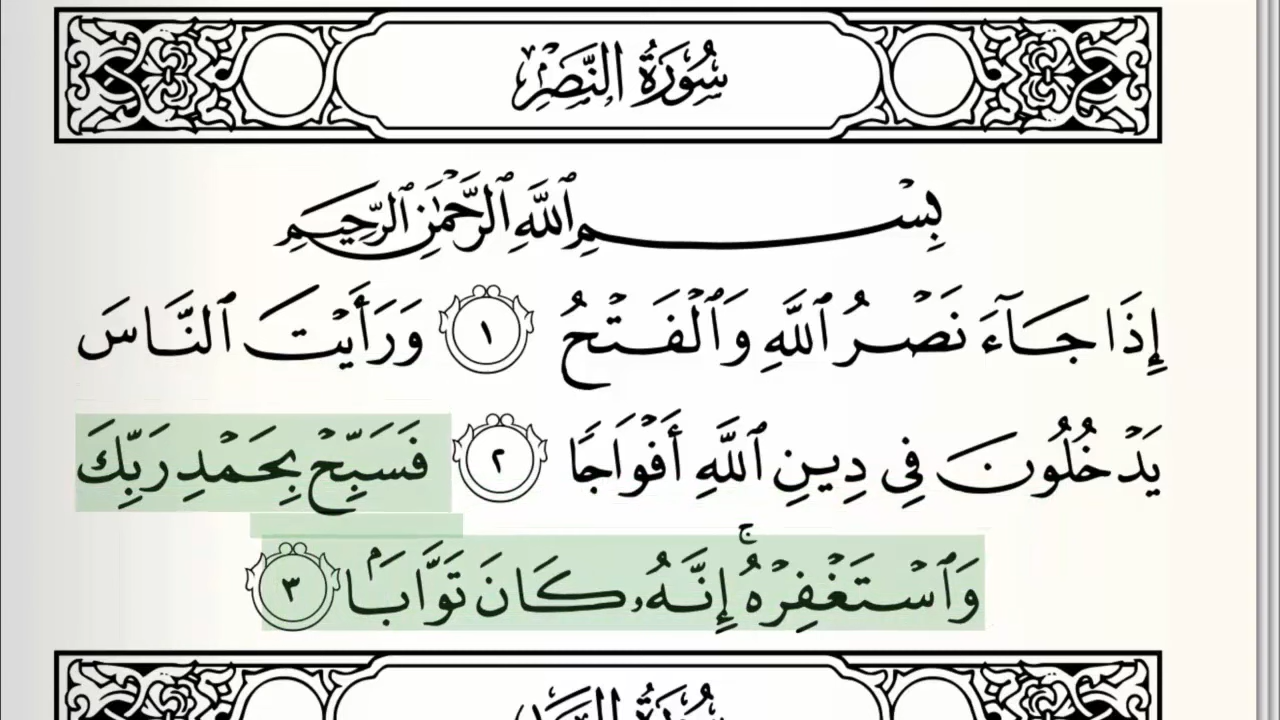 سُورَةُ النَّصْرِ
بِسْمِ ٱللَّهِ ٱلرَّحْمَٰنِ ٱلرَّحِيمِ
إِذَا جَآءَ نَصْرُ ٱللَّهِ وَٱلْفَتْحُ ١ وَرَأَيْتَ ٱلنَّاسَ
يَدْخُلُونَ فِي دِينِ ٱللَّهِ أَفْوَاجًا ٢ فَسَبِّحْ بِحَمْدِ رَبِّكَ
وَٱسْتَغْفِرْهُ ۚ إِنَّهُۥ كَانَ تَوَّابَۢا ٣
سُورَةُ